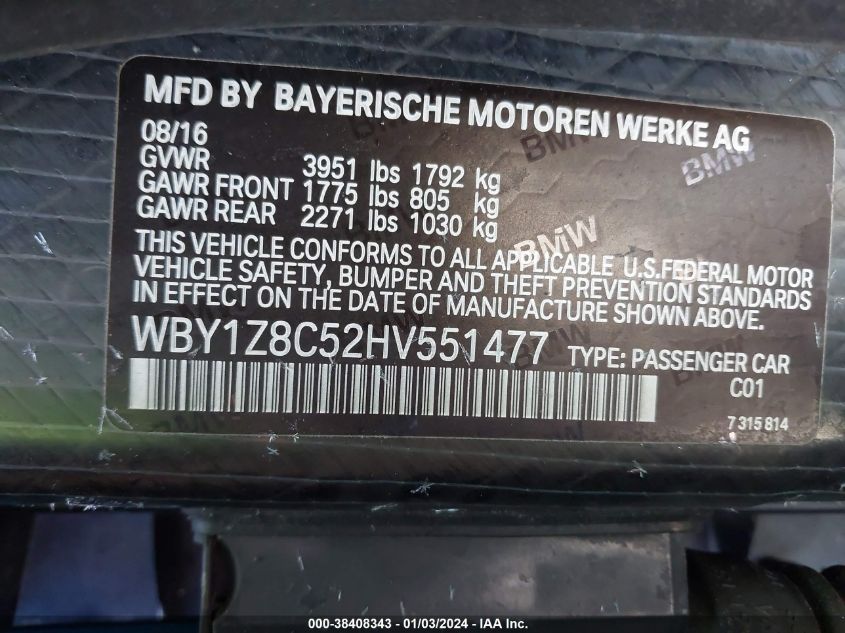 MFD BY BAYERISCHE MOTOREN WERKE AG
08/16
GVWR 3951 lbs 1792 kg
GAWR FRONT 1775 lbs 805 kg
GAWR REAR 2271 lbs 1030 kg
THIS VEHICLE CONFORMS TO ALL APPLICABLE U.S.FEDERAL MOTOR
VEHICLE SAFETY, BUMPER AND THEFT PREVENTION STANDARDS
IN EFFECT ON THE DATE OF MANUFACTURE SHOWN ABOVE.
WBY1Z8C52HV551477 TYPE: PASSENGER CAR
C01
7 315 814
BMW
BMW
BMW
000-38408343 - 01/03/2024 - IAA Inc.